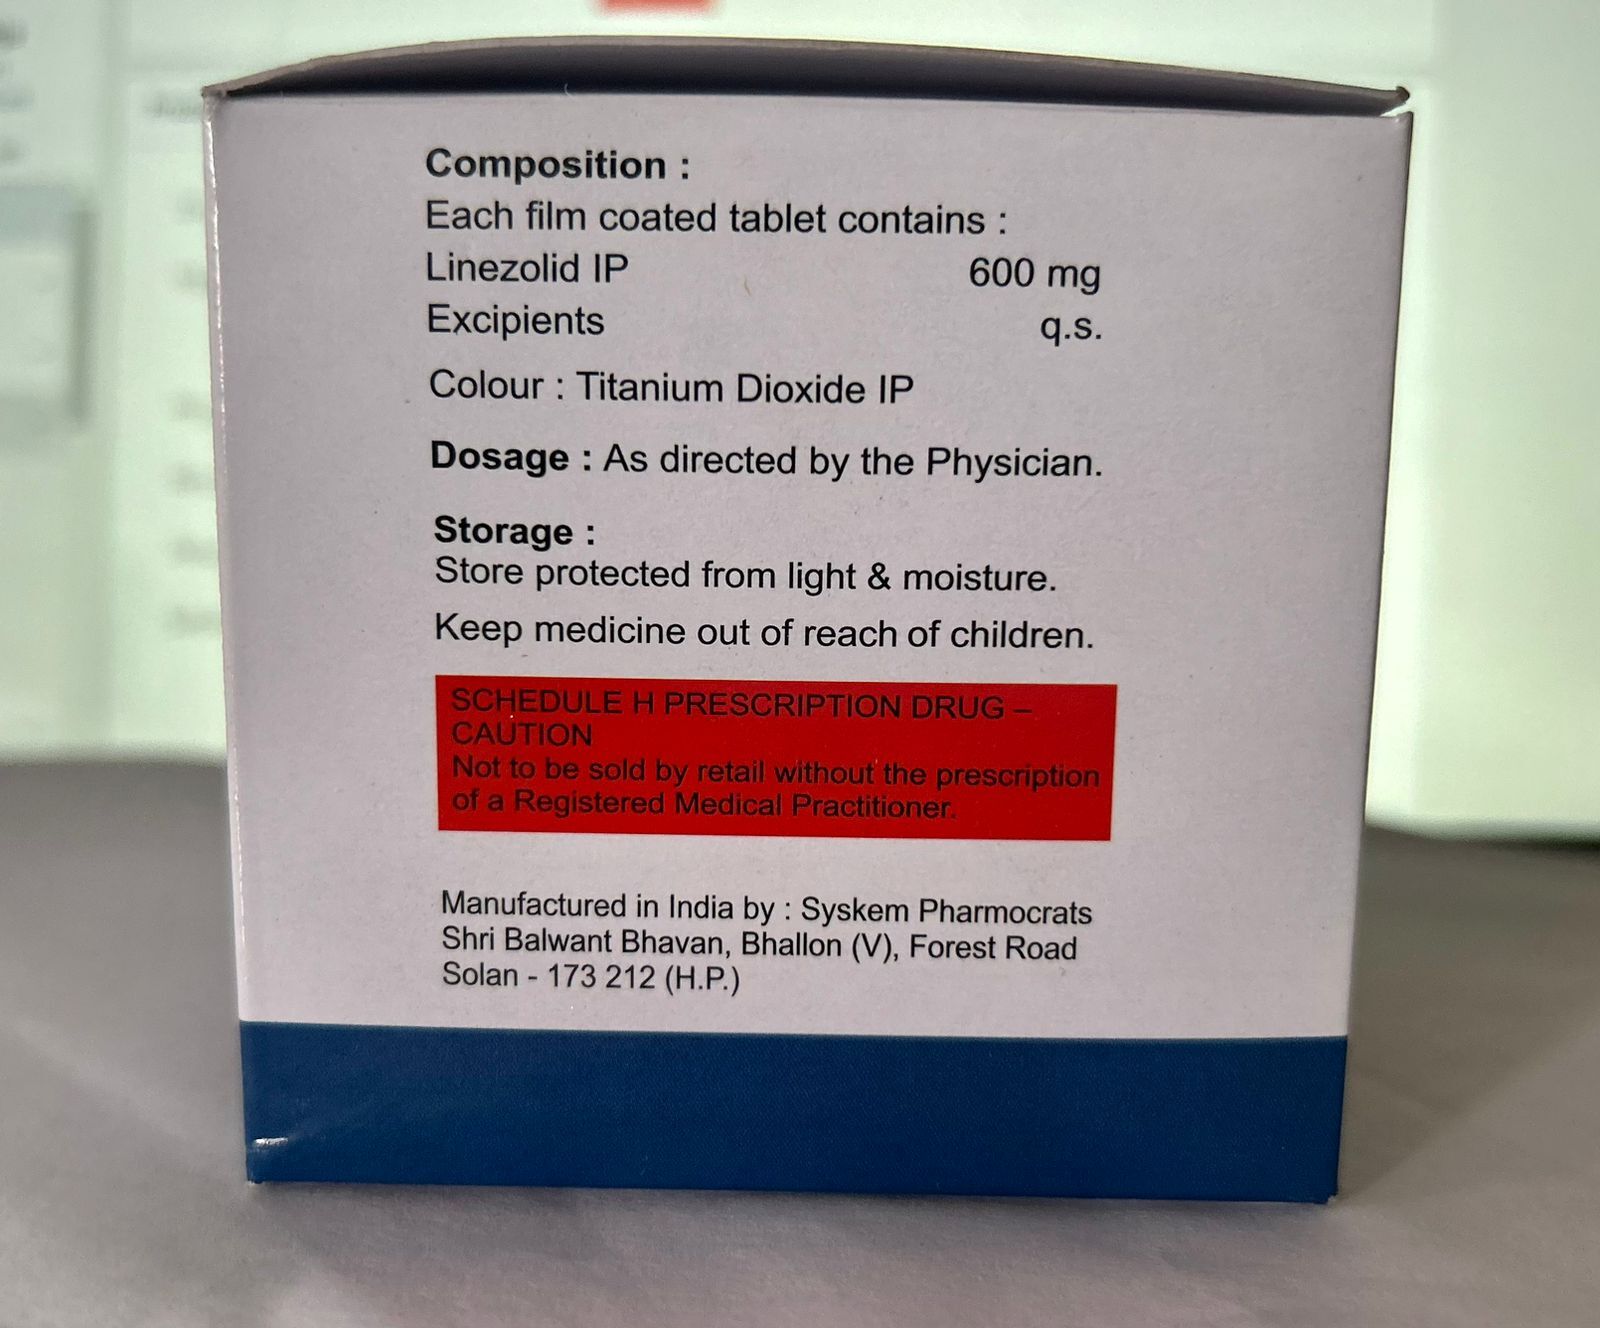 Composition :
Each film coated tablet contains :
Linezolid IP 600 mg
Excipients q.s.
Colour : Titanium Dioxide IP
Dosage : As directed by the Physician.
Storage :
Store protected from light & moisture.
Keep medicine out of reach of children.
SCHEDULE H PRESCRIPTION DRUG –
CAUTION
Not to be sold by retail without the prescription
of a Registered Medical Practitioner.
Manufactured in India by : Syskem Pharmocrats
Shri Balwant Bhavan, Bhallon (V), Forest Road
Solan - 173 212 (H.P.)